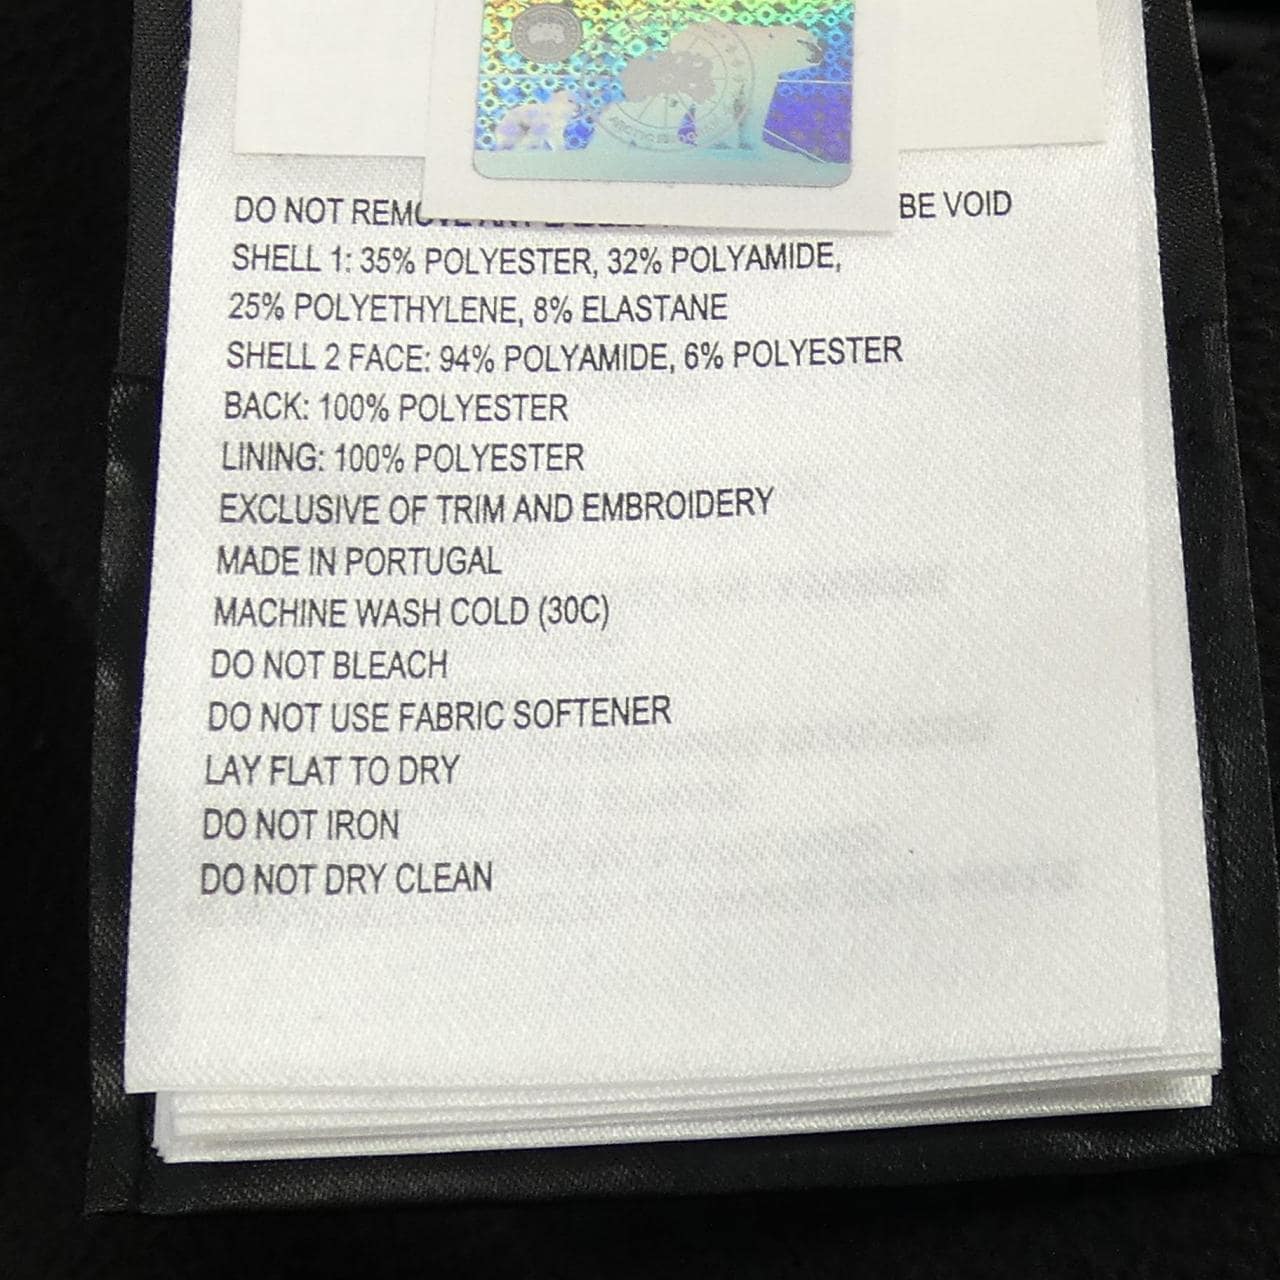 DO NOT BE VOID
SHELL 1: 35% POLYESTER, 32% POLYAMIDE,
25% POLYETHYLENE, 8% ELASTANE
SHELL 2 FACE: 94% POLYAMIDE, 6% POLYESTER
BACK: 100% POLYESTER
LINING: 100% POLYESTER
EXCLUSIVE OF TRIM AND EMBROIDERY
MADE IN PORTUGAL
MACHINE WASH COLD (30C)
DO NOT BLEACH
DO NOT USE FABRIC SOFTENER
LAY FLAT TO DRY
DO NOT IRON
DO NOT DRY CLEAN